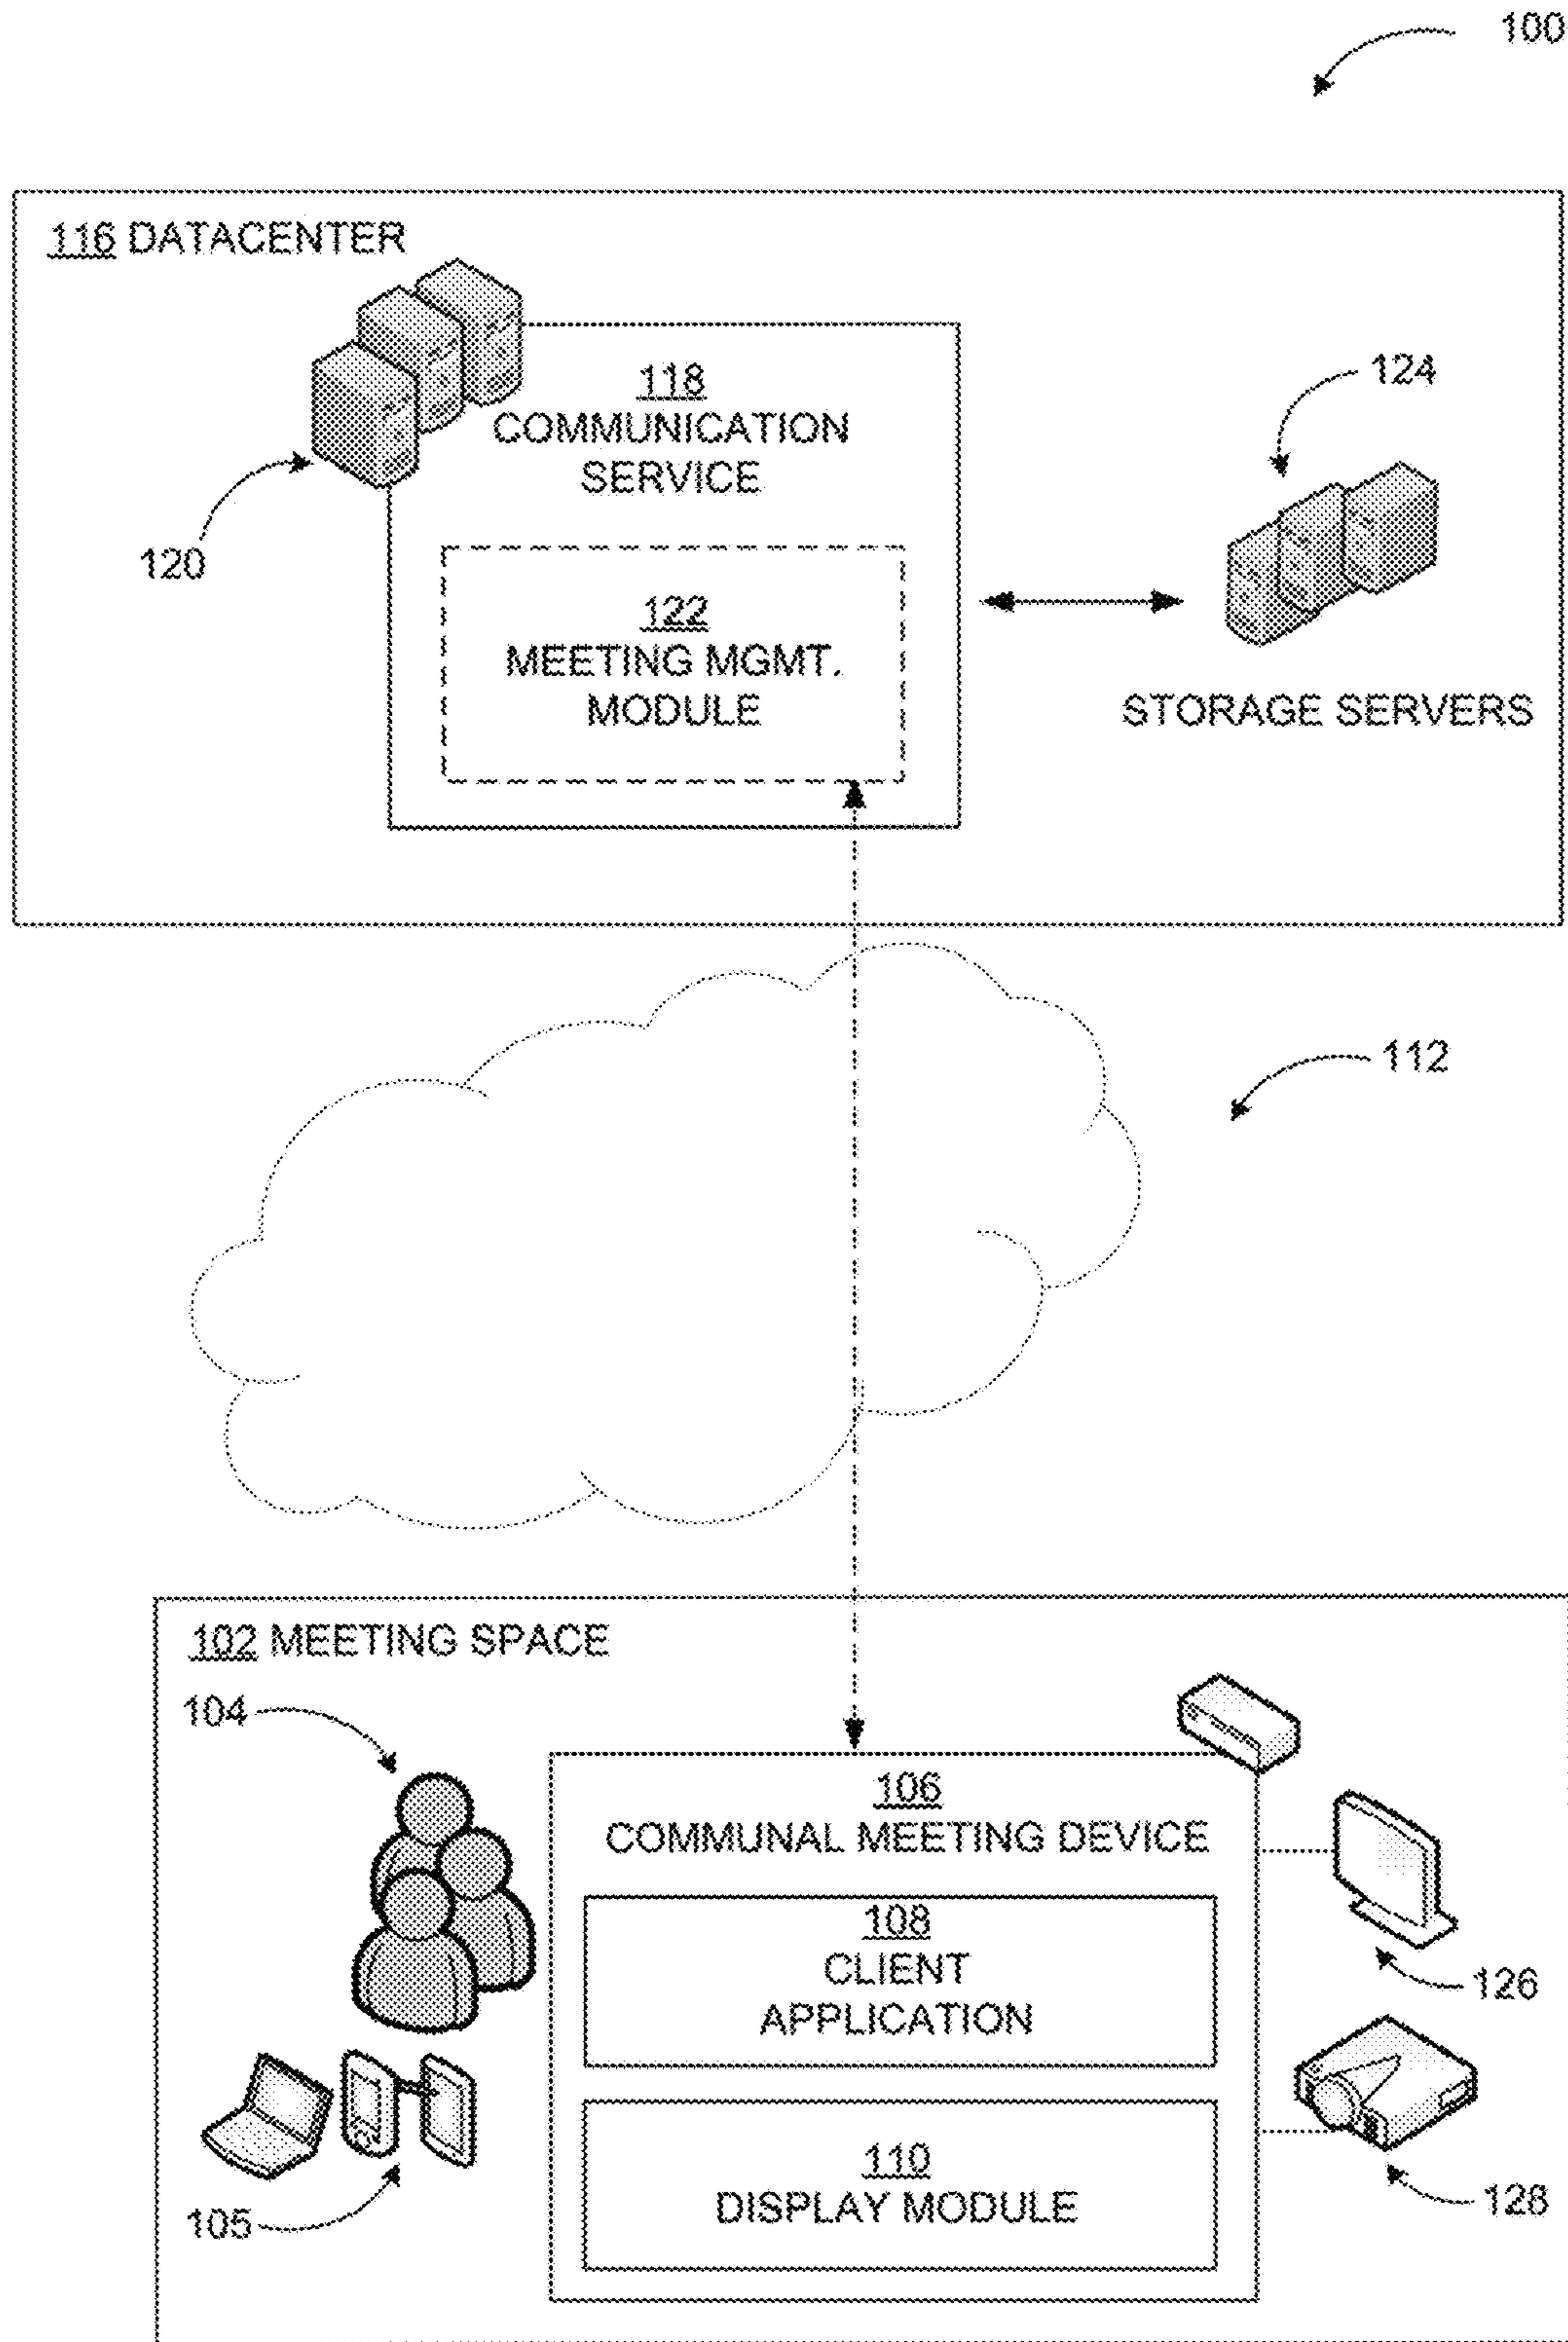 100
116 DATACENTER
118
COMMUNICATION
SERVICE
124
120
122
MEETING MGMT.
MODULE
STORAGE SERVERS
112
102 MEETING SPACE
104
106
COMMUNAL MEETING DEVICE
108
CLIENT
APPLICATION
126
110
DISPLAY MODULE
128
105